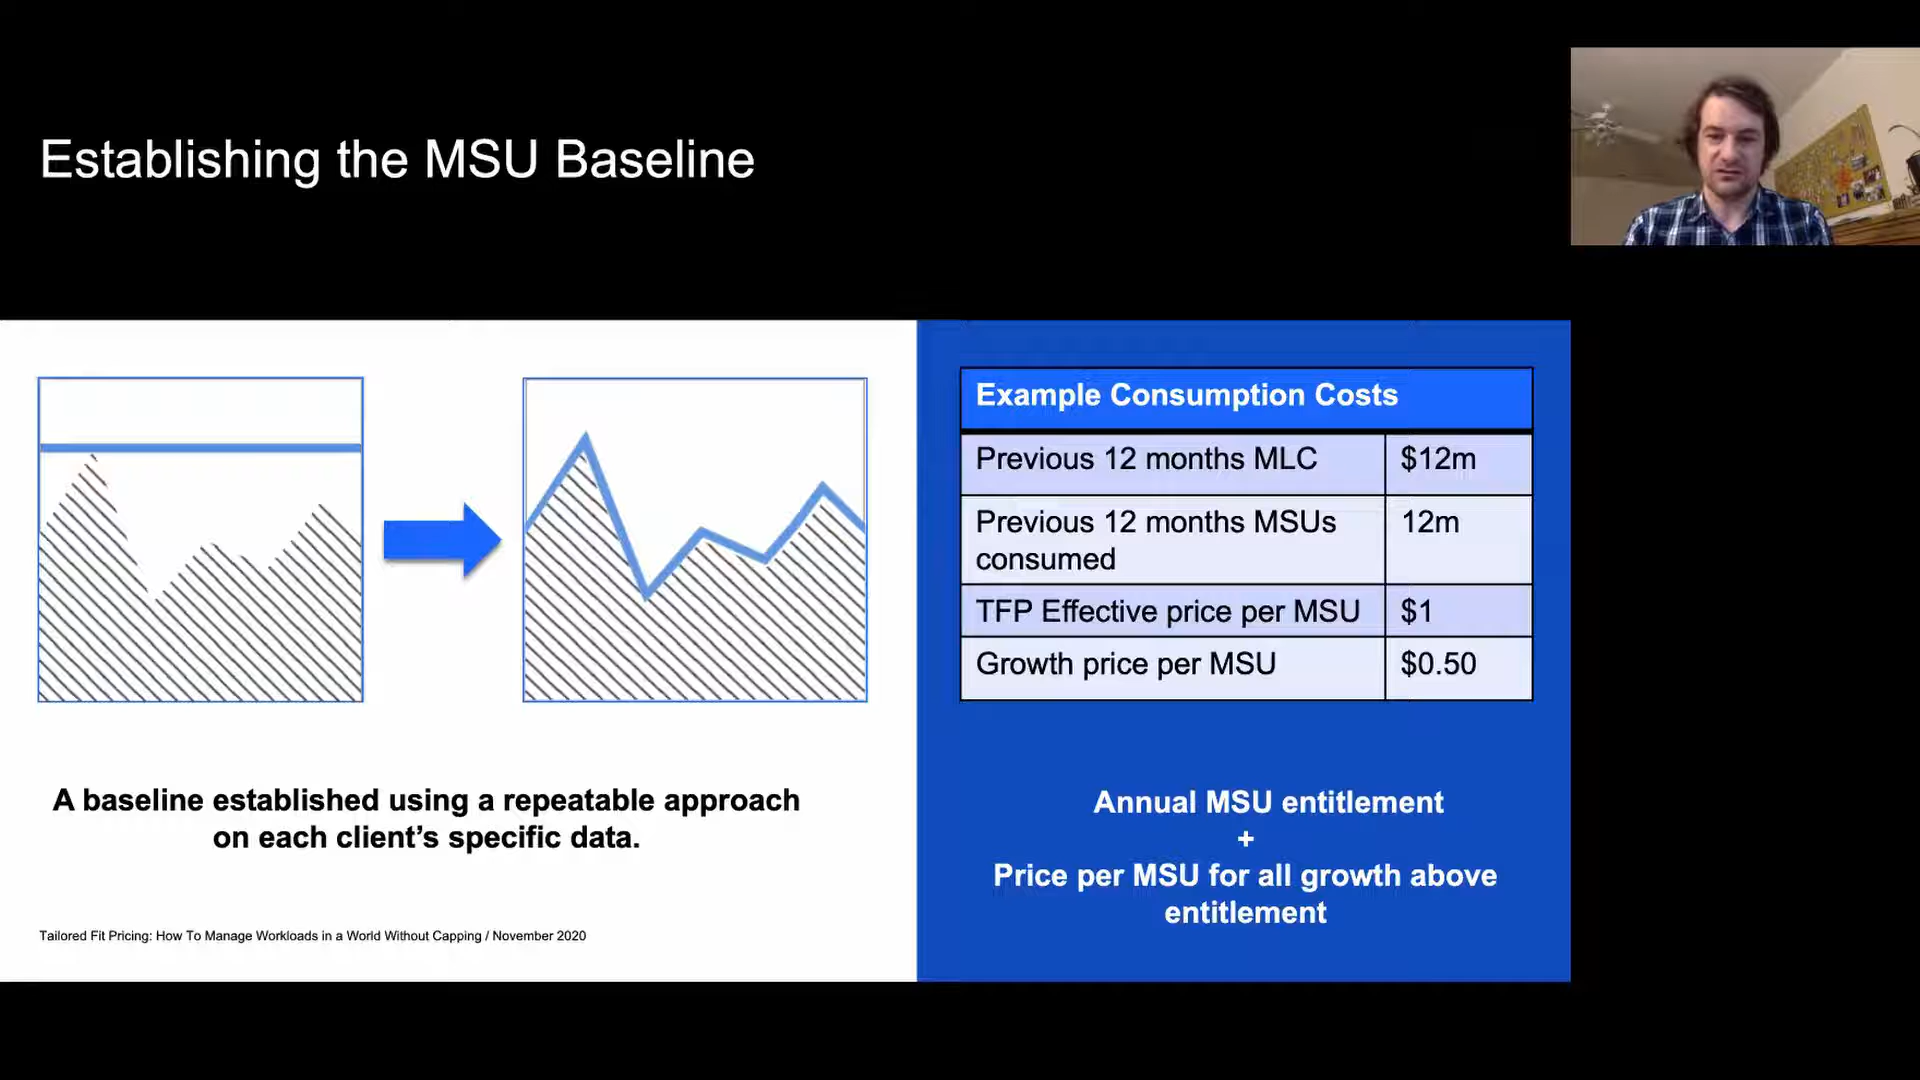 Establishing the MSU Baseline
A baseline established using a repeatable approach
on each client’s specific data.
Tailored Fit Pricing: How To Manage Workloads in a World Without Capping / November 2020
Example Consumption Costs
Previous 12 months MLC $12m
Previous 12 months MSUs 12m
consumed
TFP Effective price per MSU $1
Growth price per MSU $0.50
Annual MSU entitlement
+
Price per MSU for all growth above
entitlement